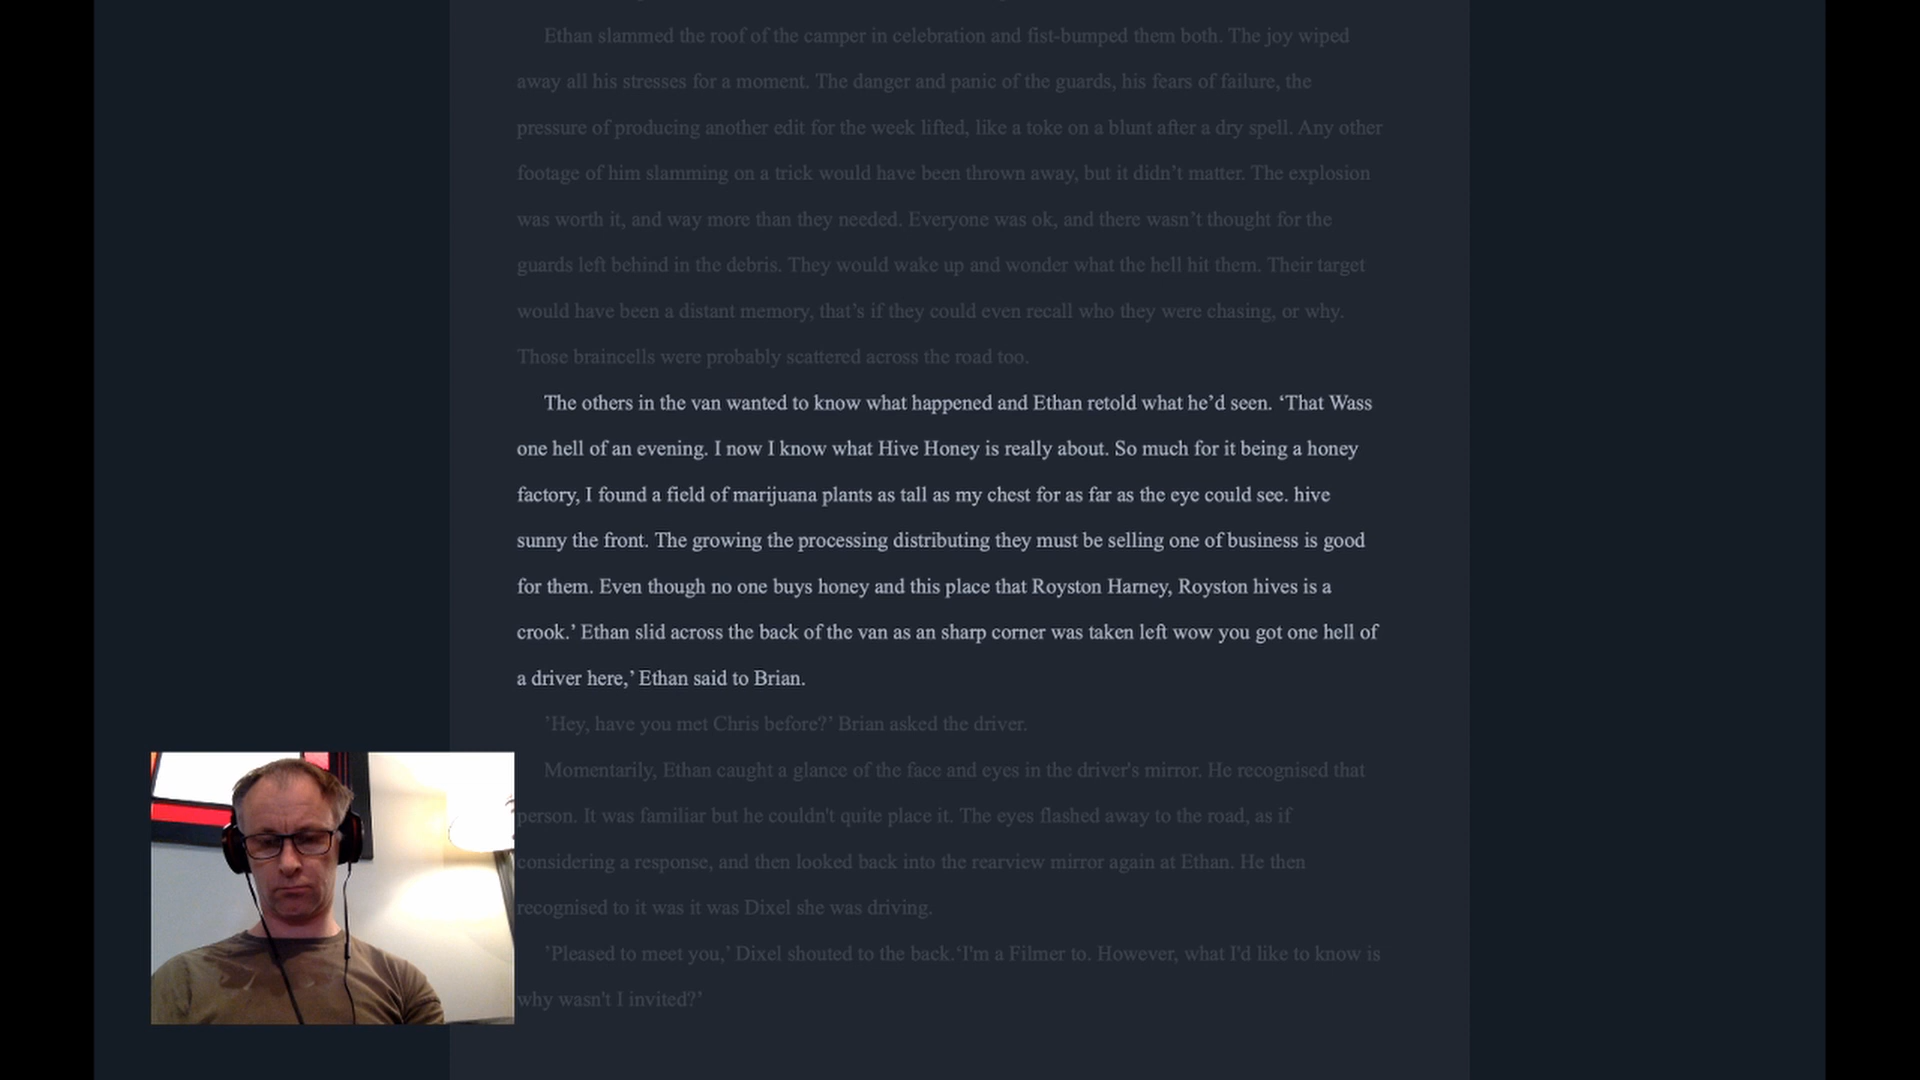 Ethan slammed the roof of the camper in celebration and fist-bumped them both. The joy wiped
away all his stresses for a moment. The danger and panic of the guards, his fears of failure, the
pressure of producing another edit for the week lifted, like a toke on a blunt after a dry spell. Any other
footage of him slamming on a trick would have been thrown away, but it didn’t matter. The explosion
was worth it, and way more than they needed. Everyone was ok, and there wasn’t thought for the
guards left behind in the debris. They would wake up and wonder what the hell hit them. Their target
would have been a distant memory, that’s if they could even recall who they were chasing, or why.
Those braincells were probably scattered across the road too.
The others in the van wanted to know what happened and Ethan retold what he’d seen. ‘That Wass
one hell of an evening. I now I know what Hive Honey is really about. So much for it being a honey
factory, I found a field of marijuana plants as tall as my chest for as far as the eye could see. hive
sunny the front. The growing the processing distributing they must be selling one of business is good
for them. Even though no one buys honey and this place that Royston Harney, Royston hives is a
crook.’ Ethan slid across the back of the van as an sharp corner was taken left wow you got one hell of
a driver here,’ Ethan said to Brian.
’Hey, have you met Chris before?’ Brian asked the driver.
Momentarily, Ethan caught a glance of the face and eyes in the driver's mirror. He recognised that
person. It was familiar but he couldn't quite place it. The eyes flashed away to the road, as if
considering a response, and then looked back into the rearview mirror again at Ethan. He then
recognised to it was it was Dixel she was driving.
’Pleased to meet you,’ Dixel shouted to the back.‘I'm a Filmer to. However, what I'd like to know is
why wasn't I invited?’